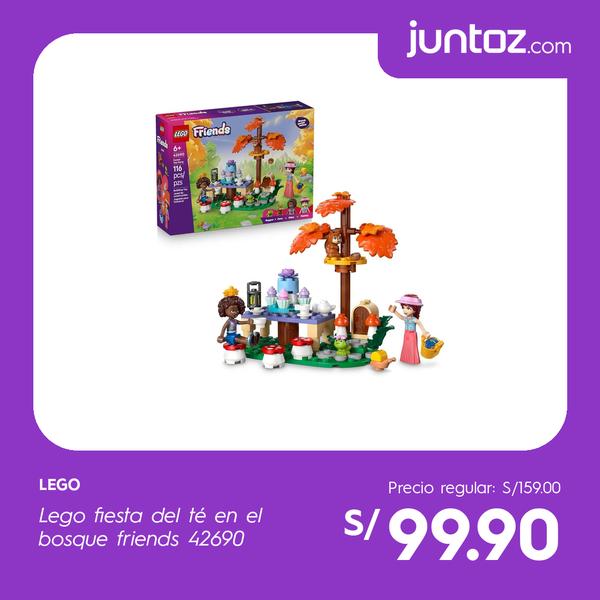 juntoz.com
LEGO
Friends
6+
42690
116
pcs/
pzs
LEGO
Precio regular: S/159.00
Lego fiesta del té en el
bosque friends 42690
S/99.90